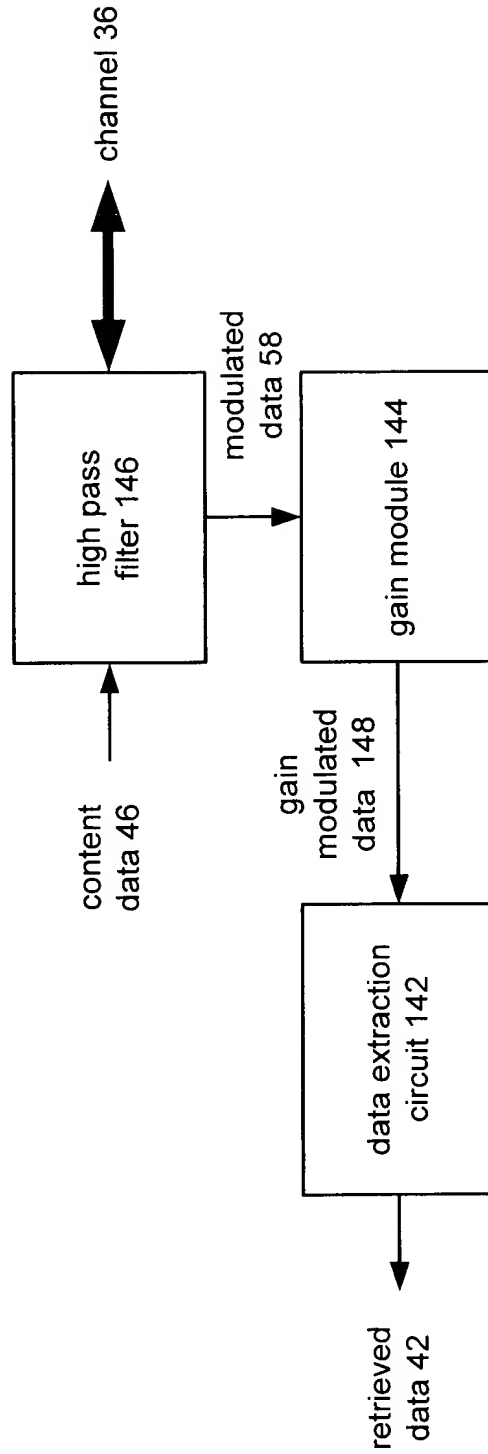 content
data 46
high pass
filter 146
channel 36
modulated
data 58
gain module 144
gain
modulated
data 148
data extraction
circuit 142
retrieved
data 42